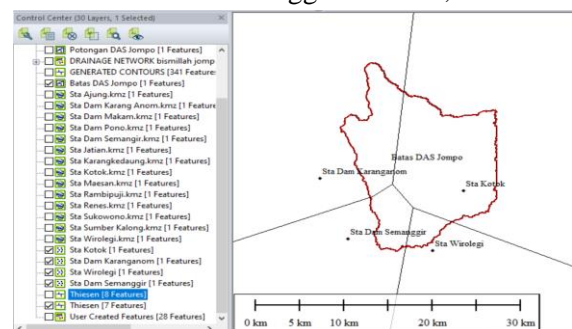 Control Center (30 Layers, 1 Selected)
Potongan DAS Jompo [1 Features]
DRAINAGE NETWORK bismillah jomp
GENERATED CONTOURS [341 Features
Batas DAS Jompo [1 Features]
Sta Ajung.kmz [1 Features]
Sta Dam Karang Anom.kmz [1 Feature
Sta Dam Makam.kmz [1 Features]
Sta Dam Pono.kmz [1 Features]
Sta Dam Semangir.kmz [1 Features]
Sta Jatian.kmz [1 Features]
Sta Karangkedaung.kmz [1 Features]
Sta Kotok.kmz [1 Features]
Sta Maesan.kmz [1 Features]
Sta Rambipuji.kmz [1 Features]
Sta Renes.kmz [1 Features]
Sta Sukowono.kmz [1 Features]
Sta Sumber Kalong.kmz [1 Features]
Sta Wirolegi.kmz [1 Features]
Sta Kotok [1 Features]
Sta Dam Karanganom [1 Features]
Sta Wirolegi [1 Features]
Sta Dam Semanggir [1 Features]
Thiesen [8 Features]
Thiesen [7 Features]
User Created Features [28 Features]
Batas DAS Jompo
Sta Dam Karanganom
Sta Kotok
Sta Dam Semanggir
Sta Wirolegi
0 km 5 km 10 km 20 km 30 km